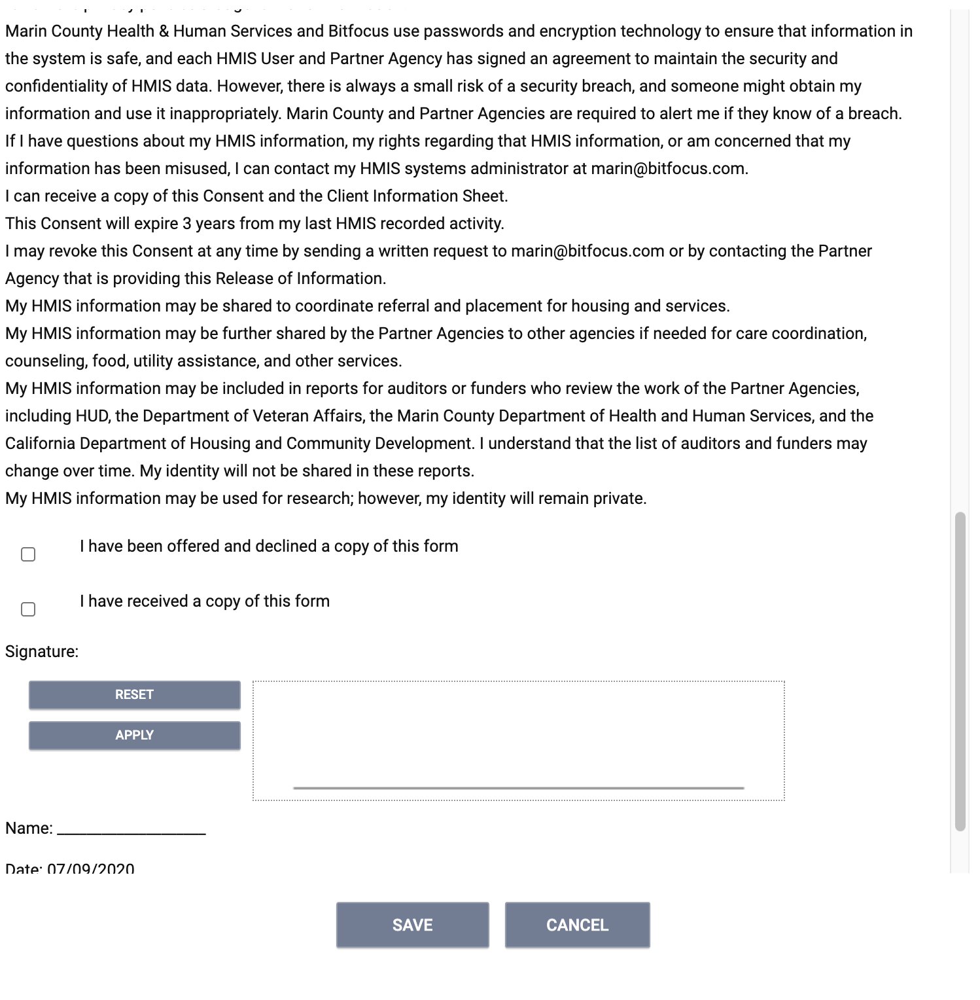 Marin County Health & Human Services and Bitfocus use passwords and encryption technology to ensure that information in
the system is safe, and each HMIS User and Partner Agency has signed an agreement to maintain the security and
confidentiality of HMIS data. However, there is always a small risk of a security breach, and someone might obtain my
information and use it inappropriately. Marin County and Partner Agencies are required to alert me if they know of a breach.
If I have questions about my HMIS information, my rights regarding that HMIS information, or am concerned that my
information has been misused, I can contact my HMIS systems administrator at marin@bitfocus.com.
I can receive a copy of this Consent and the Client Information Sheet.
This Consent will expire 3 years from my last HMIS recorded activity.
I may revoke this Consent at any time by sending a written request to marin@bitfocus.com or by contacting the Partner
Agency that is providing this Release of Information.
My HMIS information may be shared to coordinate referral and placement for housing and services.
My HMIS information may be further shared by the Partner Agencies to other agencies if needed for care coordination,
counseling, food, utility assistance, and other services.
My HMIS information may be included in reports for auditors or funders who review the work of the Partner Agencies,
including HUD, the Department of Veteran Affairs, the Marin County Department of Health and Human Services, and the
California Department of Housing and Community Development. I understand that the list of auditors and funders may
change over time. My identity will not be shared in these reports.
My HMIS information may be used for research; however, my identity will remain private.
I have been offered and declined a copy of this form
I have received a copy of this form
Signature:
RESET
APPLY
Name: __________________
Date: 07/09/2020
SAVE CANCEL